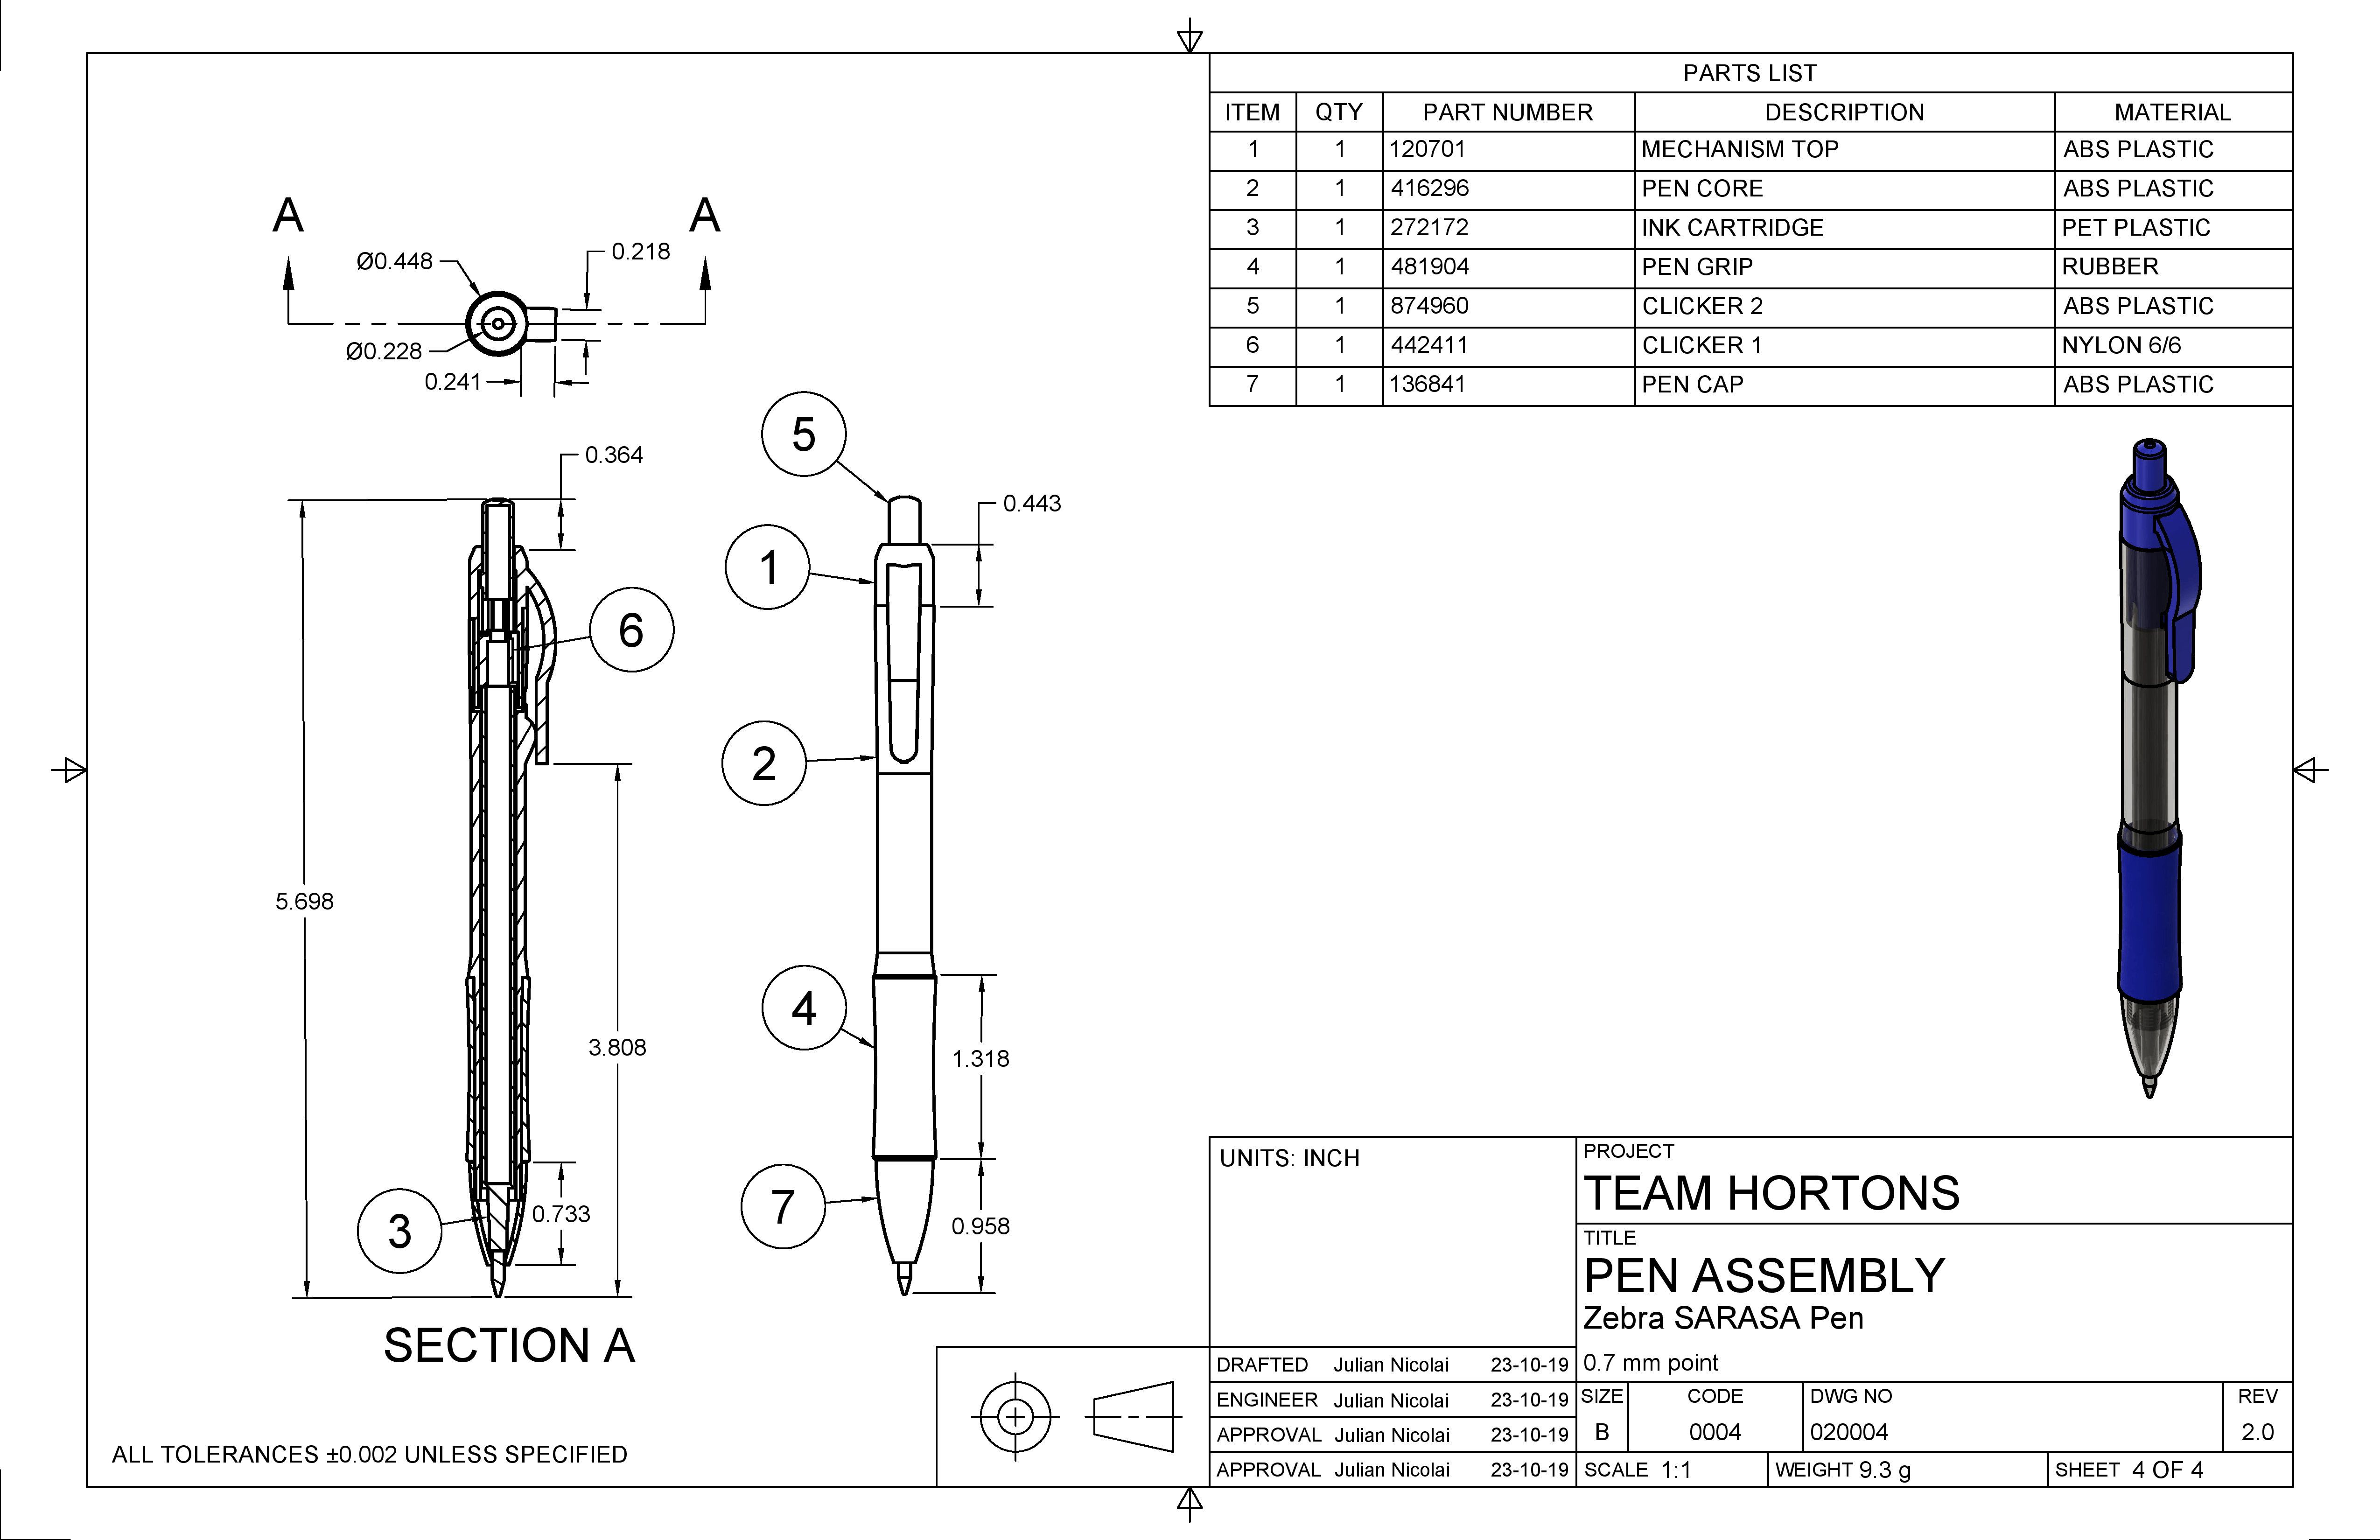 PARTS LIST
ITEM QTY PART NUMBER DESCRIPTION MATERIAL
1 1 120701 MECHANISM TOP ABS PLASTIC
2 1 416296 PEN CORE ABS PLASTIC
3 1 272172 INK CARTRIDGE PET PLASTIC
4 1 481904 PEN GRIP RUBBER
5 1 874960 CLICKER 2 ABS PLASTIC
6 1 442411 CLICKER 1 NYLON 6/6
7 1 136841 PEN CAP ABS PLASTIC
A A
Ø0.448
0.218
Ø0.228
0.241
0.364
6
5.698
3.808
0.733
3
SECTION A
5
0.443
1
2
4
1.318
7
0.958
ALL TOLERANCES ±0.002 UNLESS SPECIFIED
UNITS: INCH
PROJECT
TEAM HORTONS
TITLE
PEN ASSEMBLY
Zebra SARASA Pen
0.7 mm point
DRAFTED Julian Nicolai 23-10-19
ENGINEER Julian Nicolai 23-10-19
APPROVAL Julian Nicolai 23-10-19
APPROVAL Julian Nicolai 23-10-19
SIZE CODE DWG NO REV
B 0004 020004 2.0
SCALE 1:1 WEIGHT 9.3 g SHEET 4 OF 4